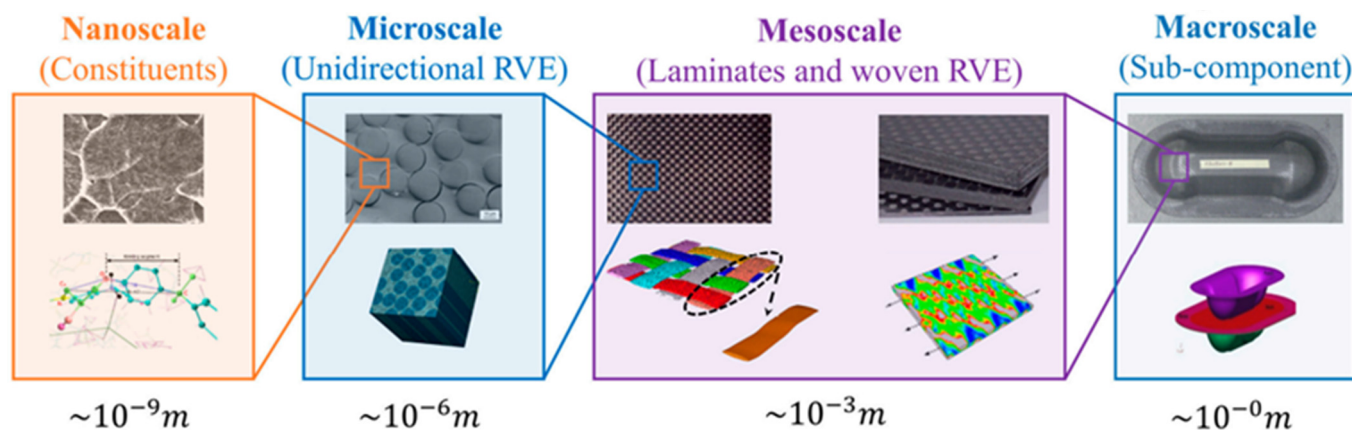 Nanoscale
(Constituents)
Microscale
(Unidirectional RVE)
Mesoscale
(Laminates and woven RVE)
Macroscale
(Sub-component)
~10⁻⁹m
~10⁻⁶m
~10⁻³m
~10⁻⁰m